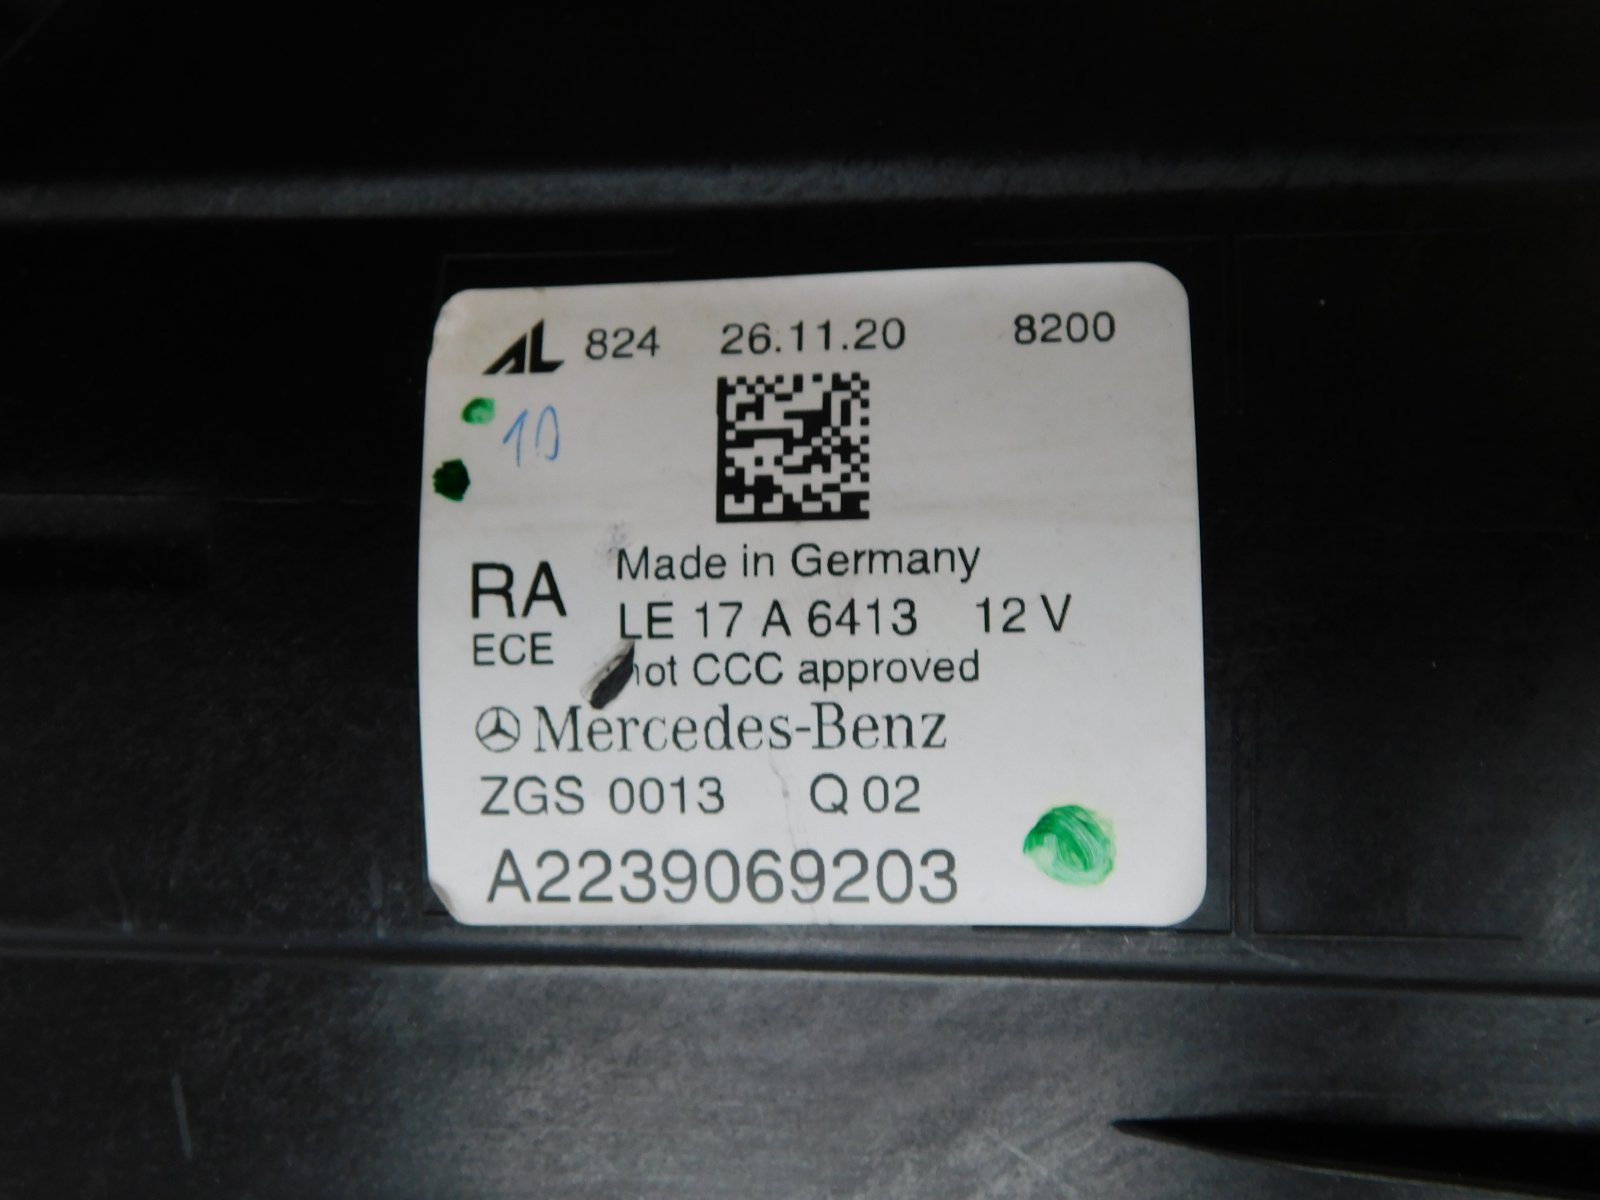 AL 824 26.11.20 8200
10
RA Made in Germany
ECE LE 17 A 6413 12 V
not CCC approved
Mercedes-Benz
ZGS 0013 Q 02
A2239069203